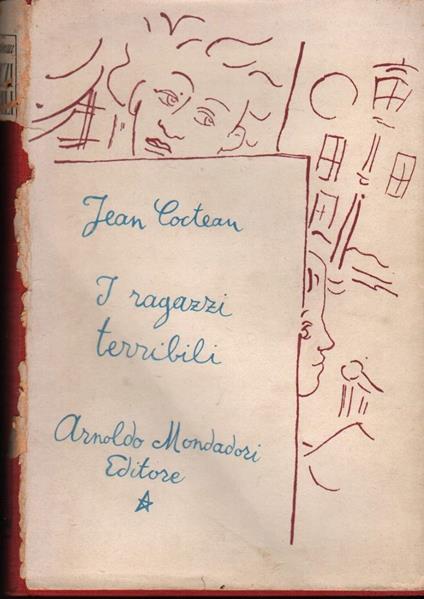 Jean Cocteau
I ragazzi
terribili
Arnoldo Mondadori
Editore